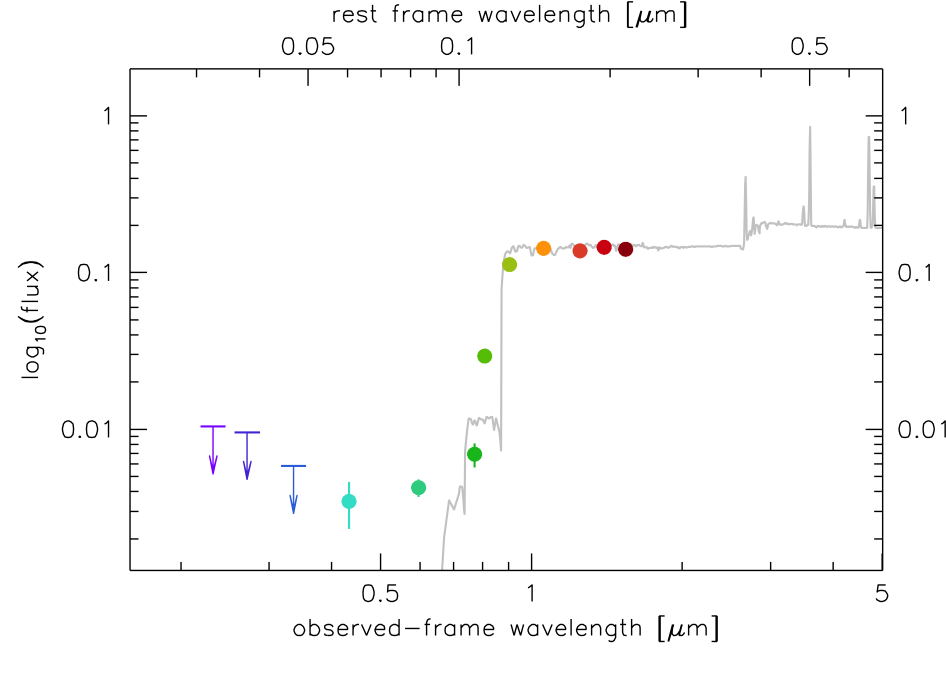 rest frame wavelength [μm]
0.05 0.1 0.5
1 1
log10(flux)
0.1 0.1
0.01 0.01
0.5 1 5
observed-frame wavelength [μm]